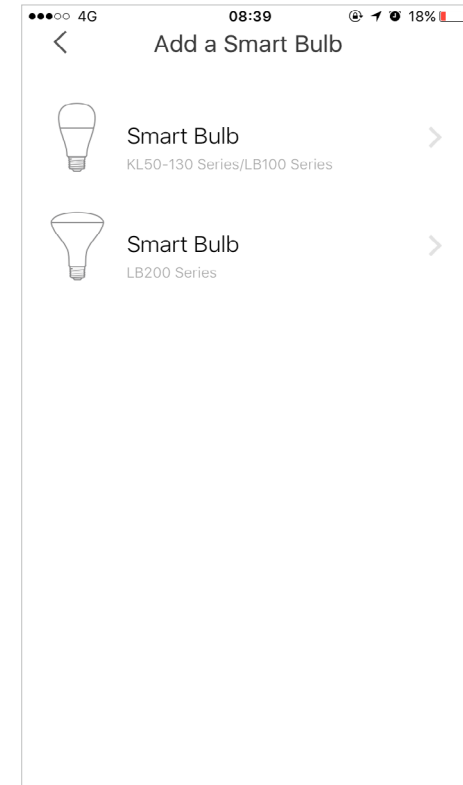 4G 08:39 18%
Add a Smart Bulb
Smart Bulb
KL50-130 Series/LB100 Series
Smart Bulb
LB200 Series